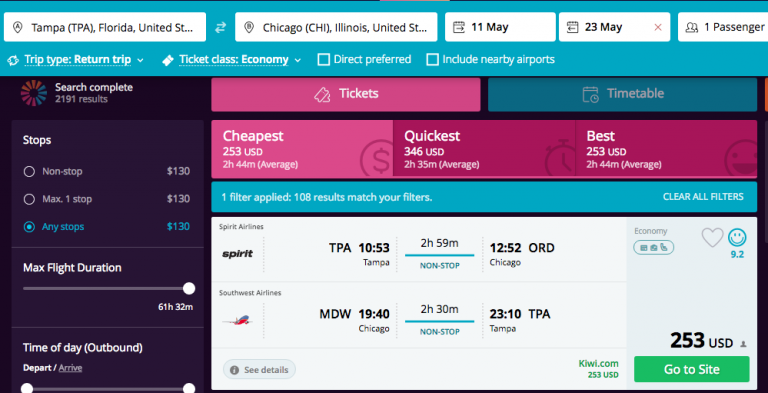 Tampa (TPA), Florida, United St...
Chicago (CHI), Illinois, United St...
11 May
23 May
1 Passenger
Trip type: Return trip
Ticket class: Economy
Direct preferred
Include nearby airports
Search complete
2191 results
Tickets
Timetable
Stops
Non-stop $130
Max. 1 stop $130
Any stops $130
Max Flight Duration
61h 32m
Time of day (Outbound)
Depart / Arrive
Cheapest
253 USD
2h 44m (Average)
Quickest
346 USD
2h 35m (Average)
Best
253 USD
2h 44m (Average)
1 filter applied: 108 results match your filters.
CLEAR ALL FILTERS
Spirit Airlines
spirit
TPA 10:53
Tampa
2h 59m
NON-STOP
12:52 ORD
Chicago
Southwest Airlines
MDW 19:40
Chicago
2h 30m
NON-STOP
23:10 TPA
Tampa
See details
Kiwi.com
253 USD
Economy
9.2
253 USD
Go to Site